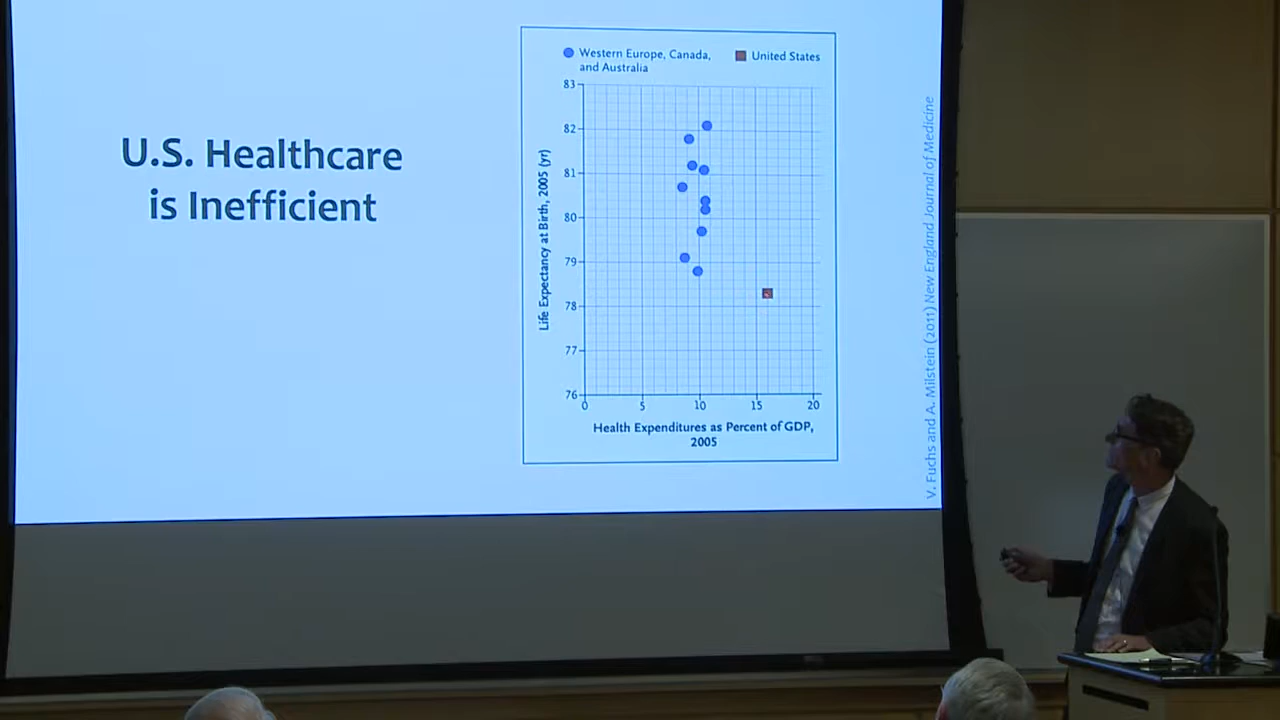 U.S. Healthcare
is Inefficient
Western Europe, Canada,
and Australia
United States
83
82
81
80
79
78
77
76
0 5 10 15 20
Life Expectancy at Birth, 2005 (yr)
Health Expenditures as Percent of GDP,
2005
V. Fuchs and A. Milstein (2011) New England Journal of Medicine